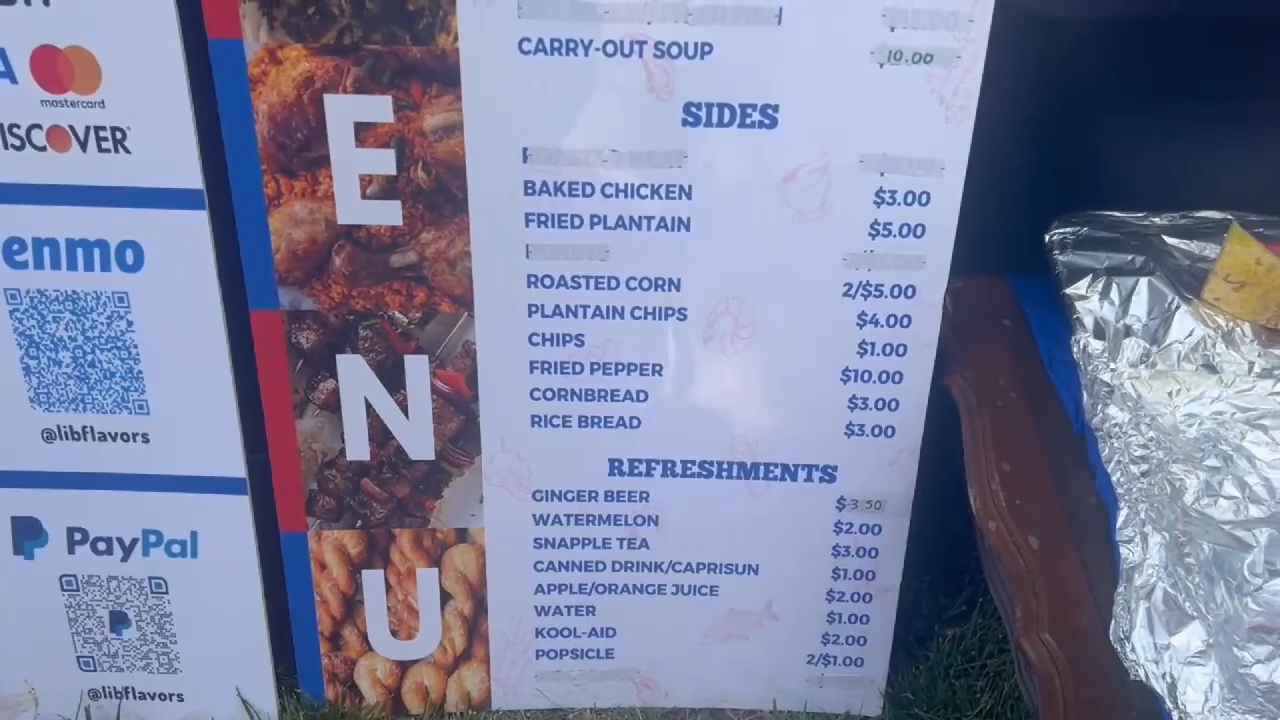 mastercard
DISCOVER
enmo
@libflavors
PayPal
@libflavors
E
N
U
CARRY-OUT SOUP 10.00
SIDES
BAKED CHICKEN $3.00
FRIED PLANTAIN $5.00
ROASTED CORN 2/$5.00
PLANTAIN CHIPS $4.00
CHIPS $1.00
FRIED PEPPER $10.00
CORNBREAD $3.00
RICE BREAD $3.00
REFRESHMENTS
GINGER BEER $3.50
WATERMELON $2.00
SNAPPLE TEA $3.00
CANNED DRINK/CAPRISUN $1.00
APPLE/ORANGE JUICE $2.00
WATER $1.00
KOOL-AID $2.00
POPSICLE 2/$1.00